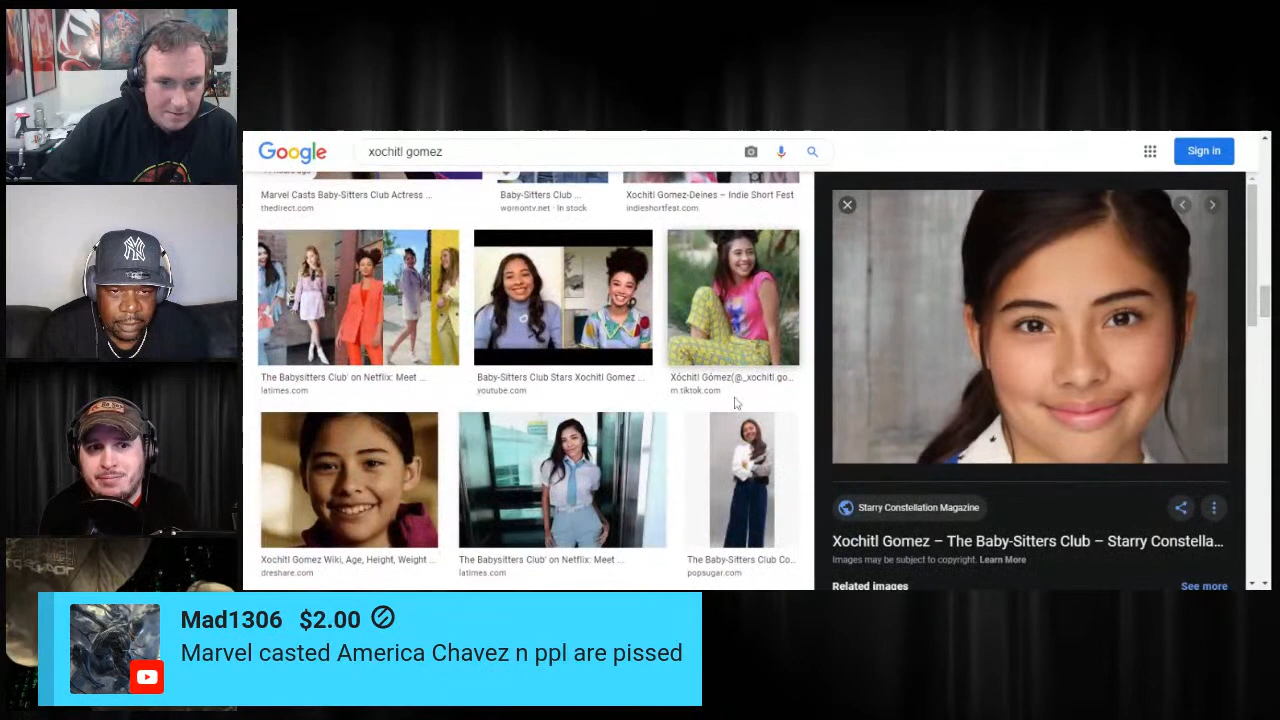 Google
xochitl gomez
Sign in
Marvel Casts Baby-Sitters Club Actress ...
thedirect.com
Baby-Sitters Club ...
wornontv.net · In stock
Xochitl Gomez-Deines – Indie Short Fest
indieshortfest.com
The Babysitters Club' on Netflix: Meet ...
latimes.com
Baby-Sitters Club Stars Xochitl Gomez ...
youtube.com
Xóchitl Gómez(@_xochitl.go...
m.tiktok.com
Xochitl Gomez Wiki, Age, Height, Weight ...
dreshare.com
The Babysitters Club' on Netflix: Meet ...
latimes.com
The Baby-Sitters Club Co...
popsugar.com
Starry Constellation Magazine
Xochitl Gomez – The Baby-Sitters Club – Starry Constella...
Images may be subject to copyright. Learn More
Related images
See more
Mad1306 $2.00
Marvel casted America Chavez n ppl are pissed